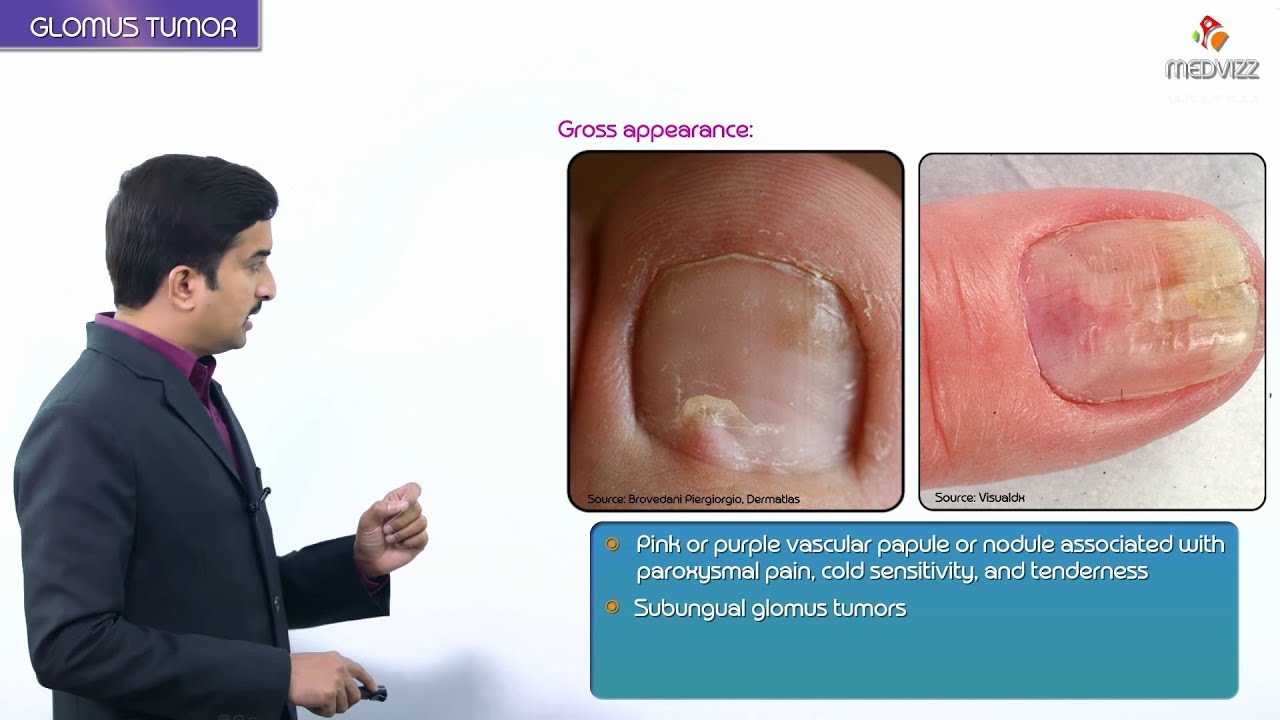 GLOMUS TUMOR
MEDVIZZ
Gross appearance:
Source: Brovedani Piergiorgio, Dermatlas
Source: Visualdx
Pink or purple vascular papule or nodule associated with
paroxysmal pain, cold sensitivity, and tenderness
Subungual glomus tumors